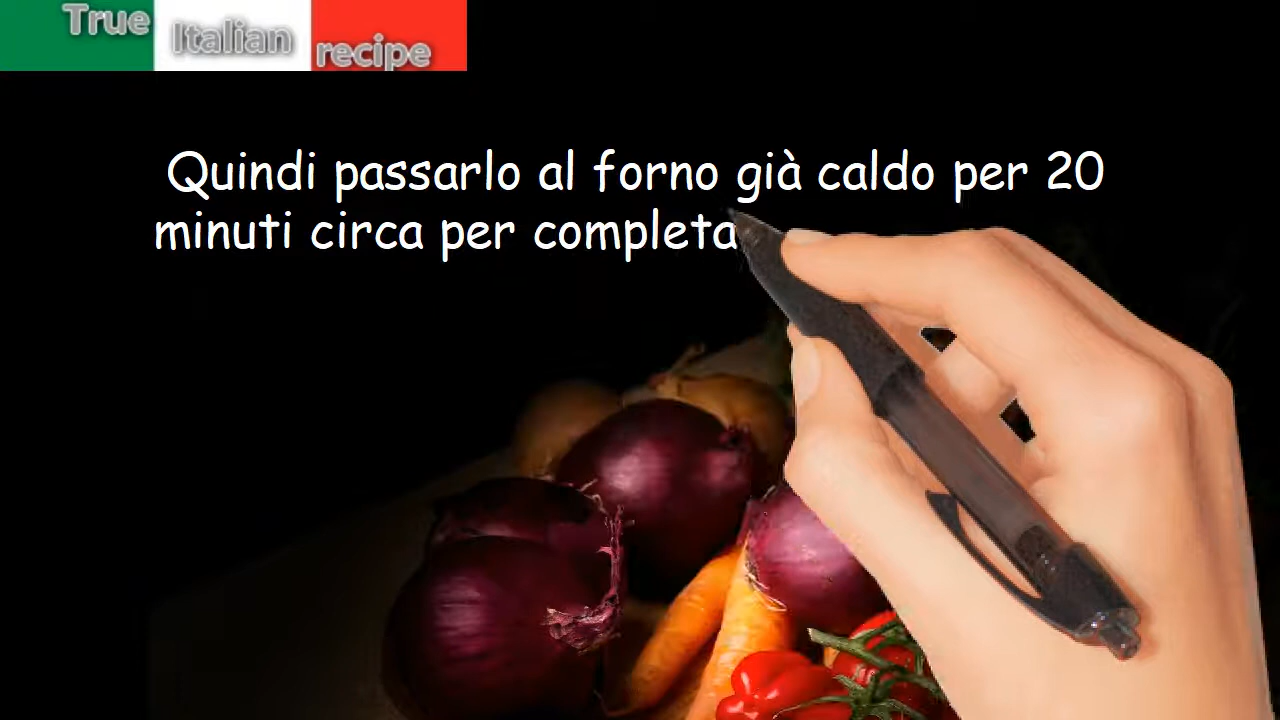 True
Italian
recipe
Quindi passarlo al forno già caldo per 20
minuti circa per completa